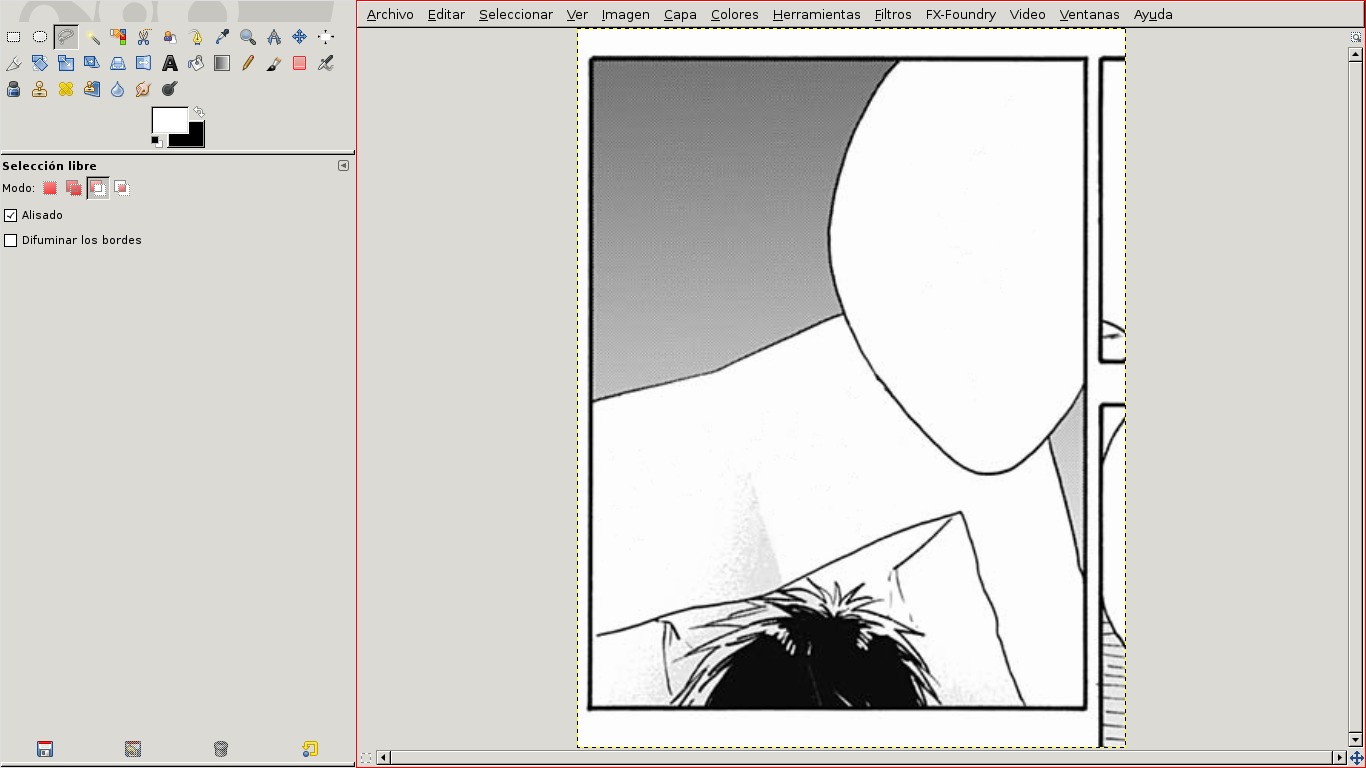 Archivo Editar Seleccionar Ver Imagen Capa Colores Herramientas Filtros FX-Foundry Video Ventanas Ayuda
Selección libre
Modo:
Alisado
Difuminar los bordes